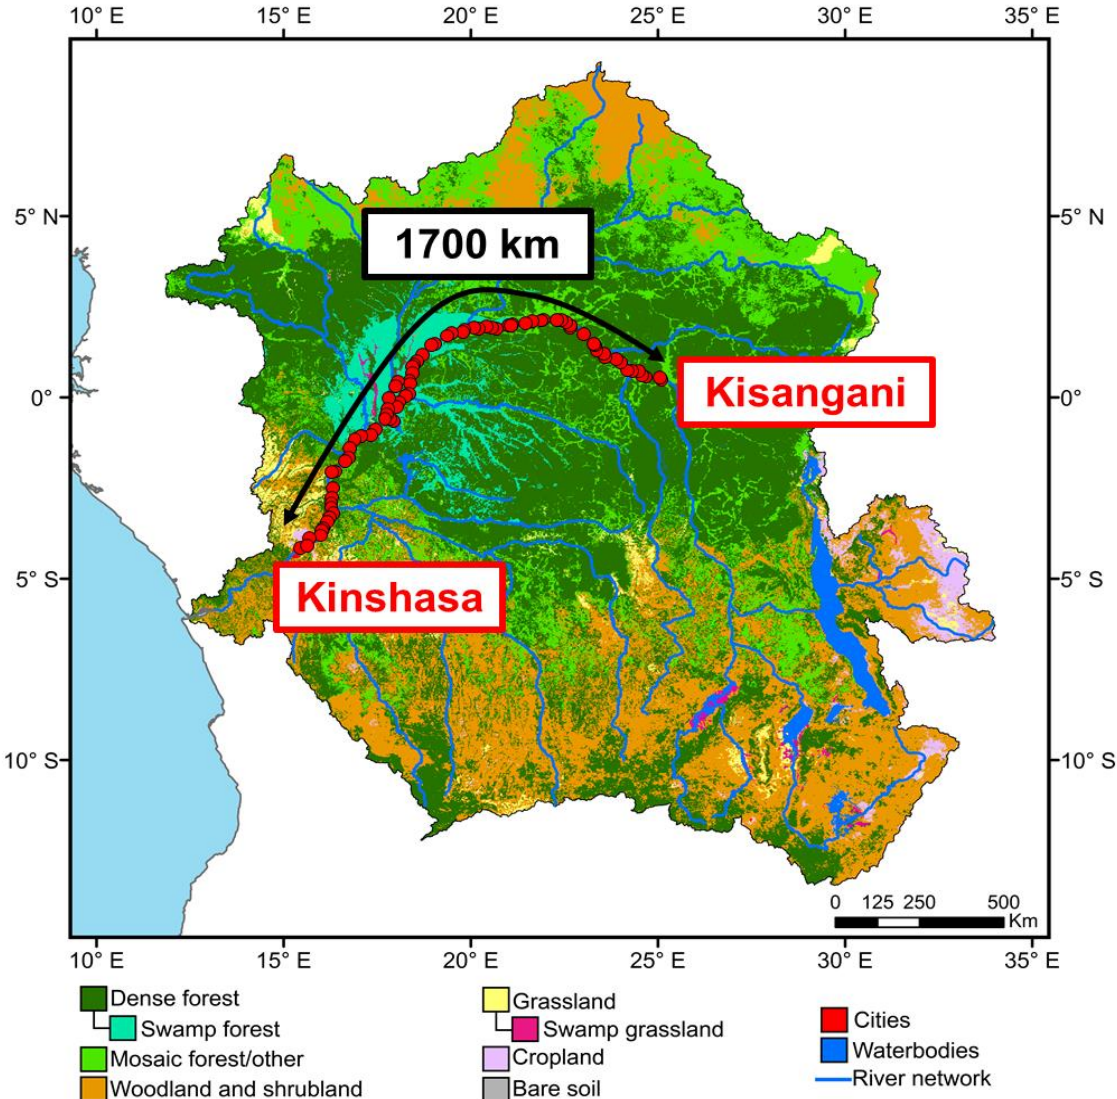 10° E 15° E 20° E 25° E 30° E 35° E
5° N 5° N
1700 km
Kisangani
0° 0°
5° S 5° S
Kinshasa
10° S 10° S
0 125 250 500
Km
10° E 15° E 20° E 25° E 30° E 35° E
Dense forest
Swamp forest
Mosaic forest/other
Woodland and shrubland
Grassland
Swamp grassland
Cropland
Bare soil
Cities
Waterbodies
River network